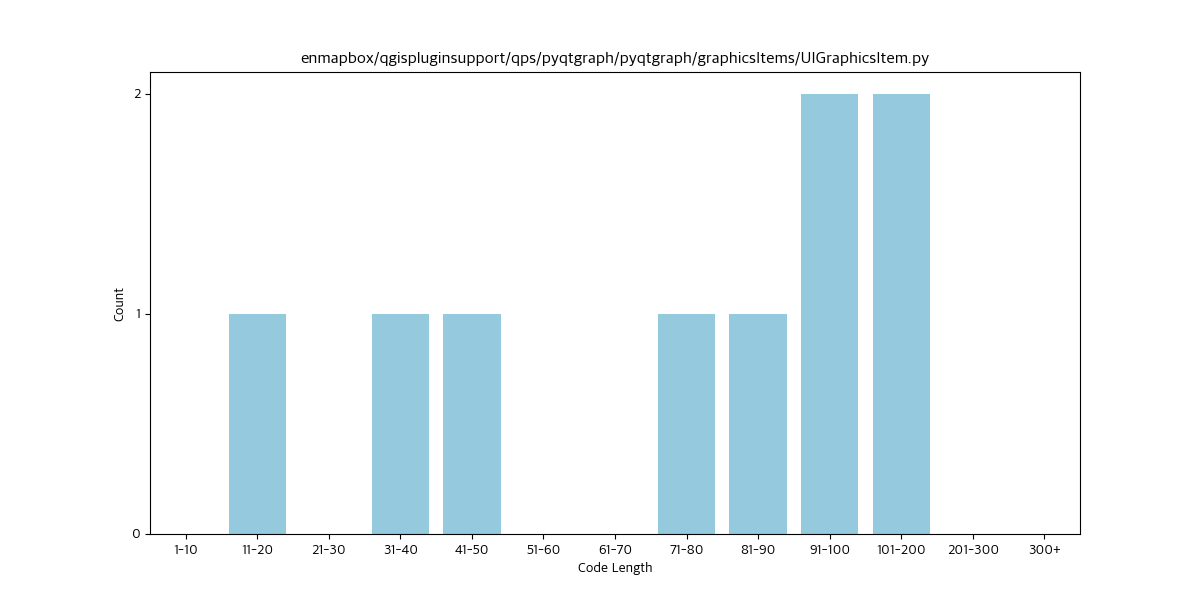 enmapbox/qgispluginsupport/qps/pyqtgraph/pyqtgraph/graphicsItems/UIGraphicsItem.py
2
1
0
Count
1-10 11-20 21-30 31-40 41-50 51-60 61-70 71-80 81-90 91-100 101-200 201-300 300+
Code Length